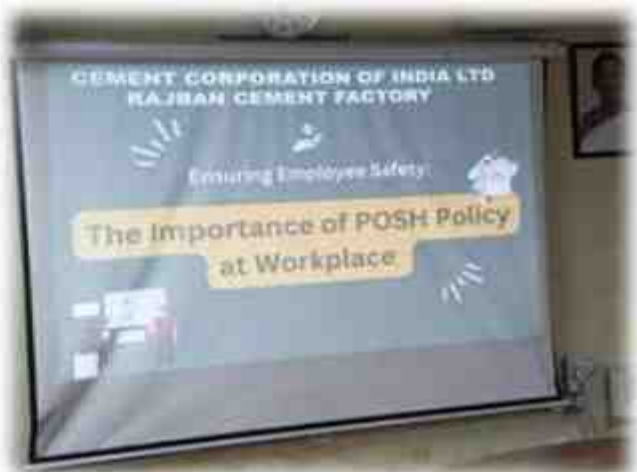 CEMENT CORPORATION OF INDIA LTD
RAJBAN CEMENT FACTORY
Ensuring Employee Safety:
The Importance of POSH Policy
at Workplace